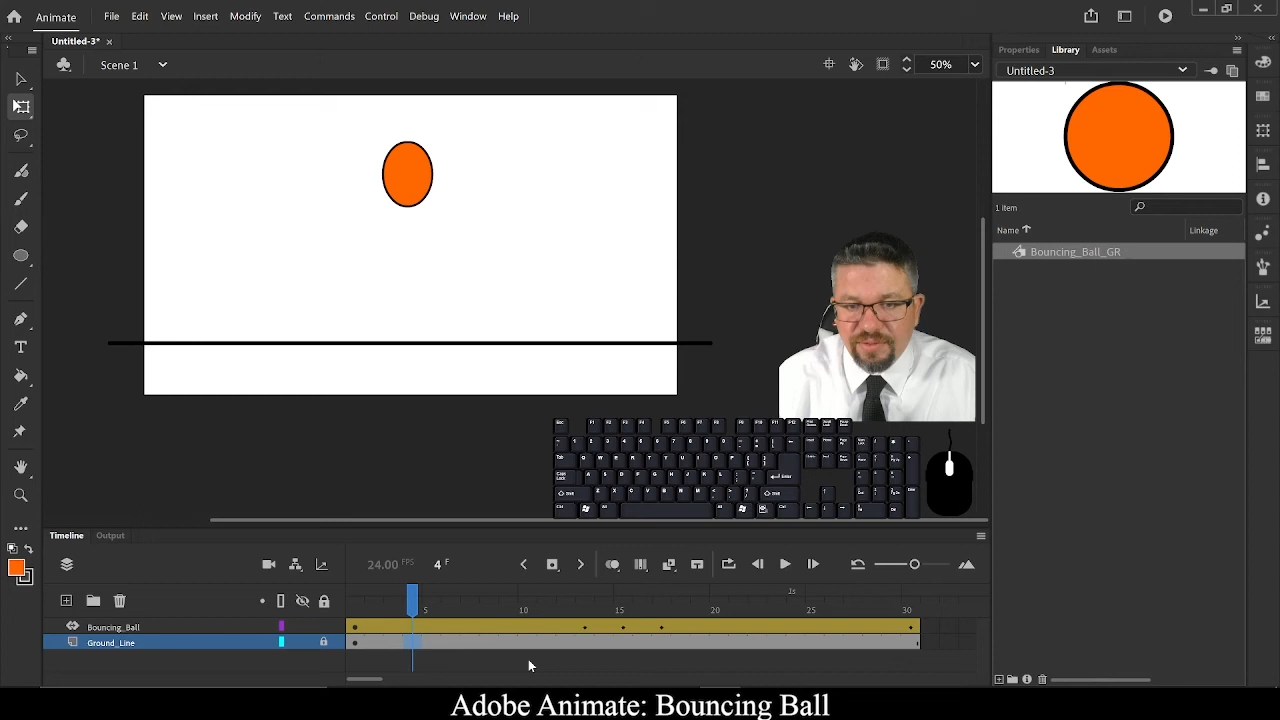 Animate File Edit View Insert Modify Text Commands Control Debug Window Help
Untitled-3*
Scene 1
50%
Properties Library Assets
Untitled-3
1 item
Name
Linkage
Bouncing_Ball_GR
Timeline Output
24.00 FPS
4 F
1s
5 10 15 20 25 30
Bouncing_Ball
Ground_Line
Adobe Animate: Bouncing Ball